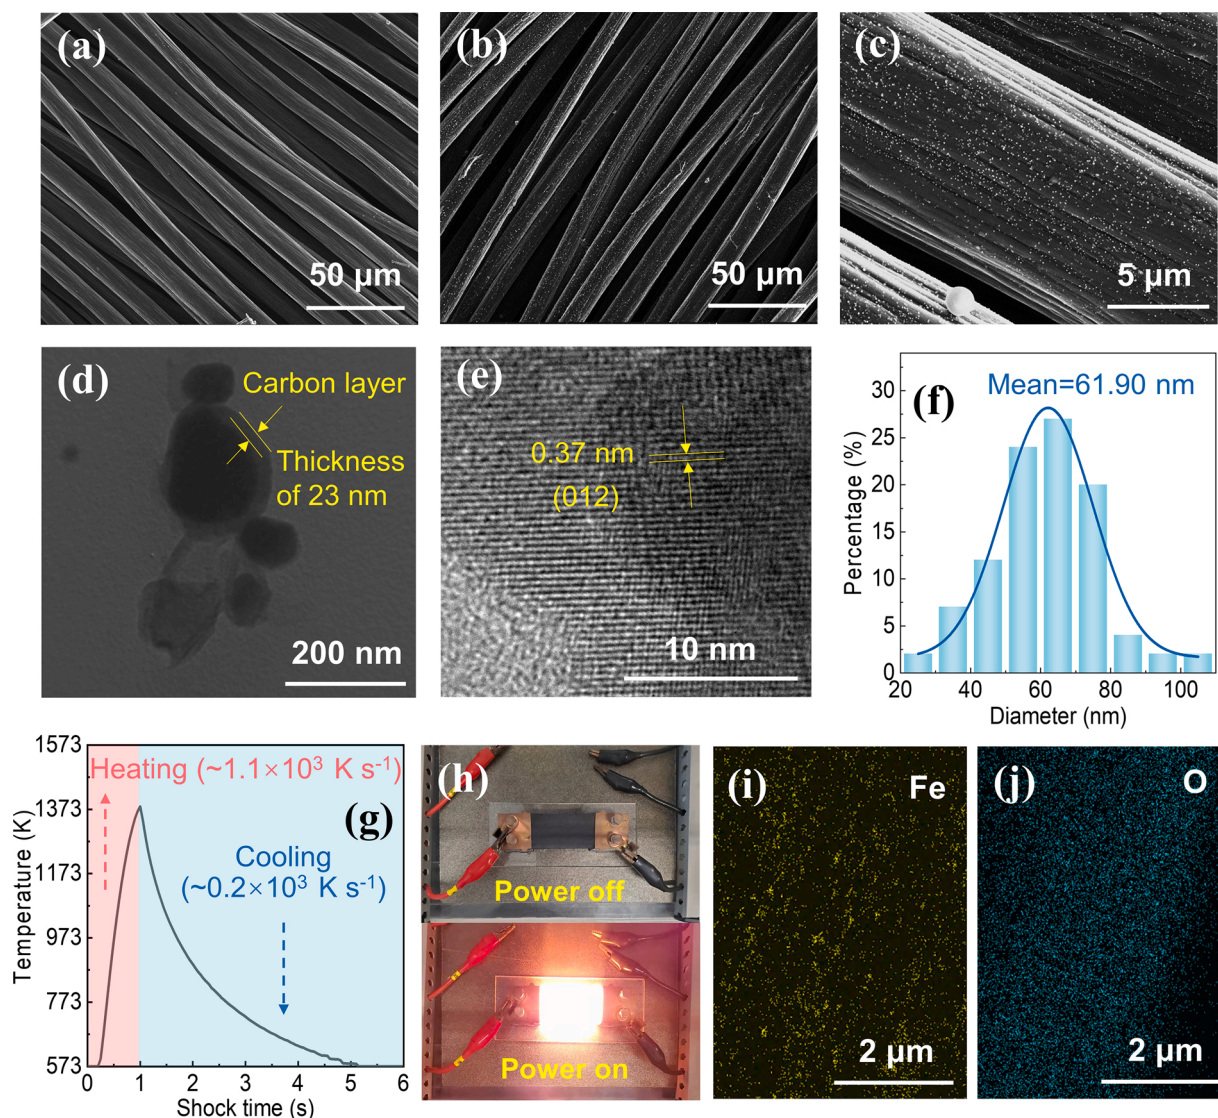 (a)
50 μm
(b)
50 μm
(c)
5 μm
(d)
Carbon layer
Thickness
of 23 nm
200 nm
(e)
0.37 nm
(012)
10 nm
(f)
Mean=61.90 nm
Percentage (%)
30
25
20
15
10
5
0
20
40
60
80
100
Diameter (nm)
(g)
Heating (~1.1×10³ K s⁻¹)
Cooling
(~0.2×10³ K s⁻¹)
Temperature (K)
1573
1373
1173
973
773
573
0
1
2
3
4
5
6
Shock time (s)
(h)
Power off
Power on
(i)
Fe
2 μm
(j)
O
2 μm